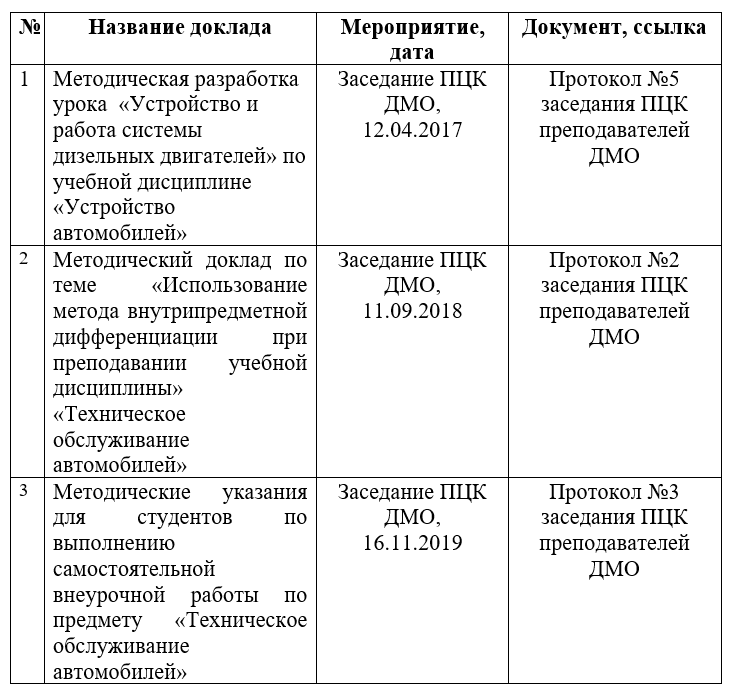 № Название доклада Мероприятие, дата Документ, ссылка
1 Методическая разработка
урока «Устройство и
работа системы
дизельных двигателей» по
учебной дисциплине
«Устройство
автомобилей»
Заседание ПЦК
ДМО,
12.04.2017
Протокол №5
заседания ПЦК
преподавателей
ДМО
2 Методический доклад по
теме «Использование
метода внутрипредметной
дифференциации при
преподавании учебной
дисциплины»
«Техническое
обслуживание
автомобилей»
Заседание ПЦК
ДМО,
11.09.2018
Протокол №2
заседания ПЦК
преподавателей
ДМО
3 Методические указания
для студентов по
выполнению
самостоятельной
внеурочной работы по
предмету «Техническое
обслуживание
автомобилей»
Заседание ПЦК
ДМО,
16.11.2019
Протокол №3
заседания ПЦК
преподавателей
ДМО